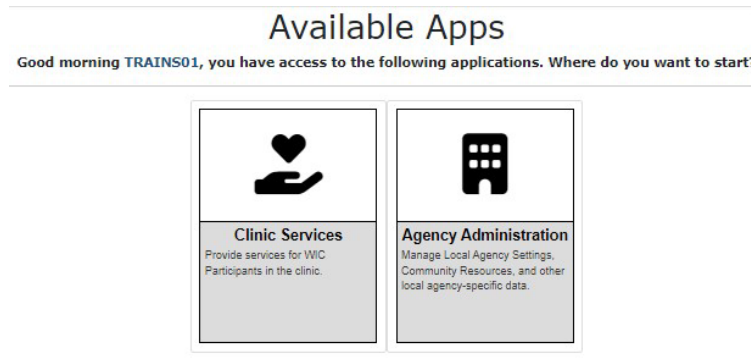 Available Apps
Good morning TRAINS01, you have access to the following applications. Where do you want to start?
Clinic Services
Provide services for WIC
Participants in the clinic.
Agency Administration
Manage Local Agency Settings,
Community Resources, and other
local agency-specific data.